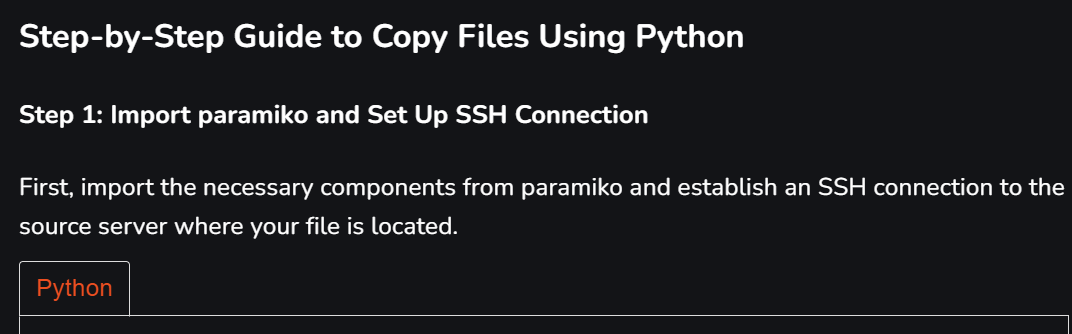 Step-by-Step Guide to Copy Files Using Python
Step 1: Import paramiko and Set Up SSH Connection
First, import the necessary components from paramiko and establish an SSH connection to the
source server where your file is located.
Python